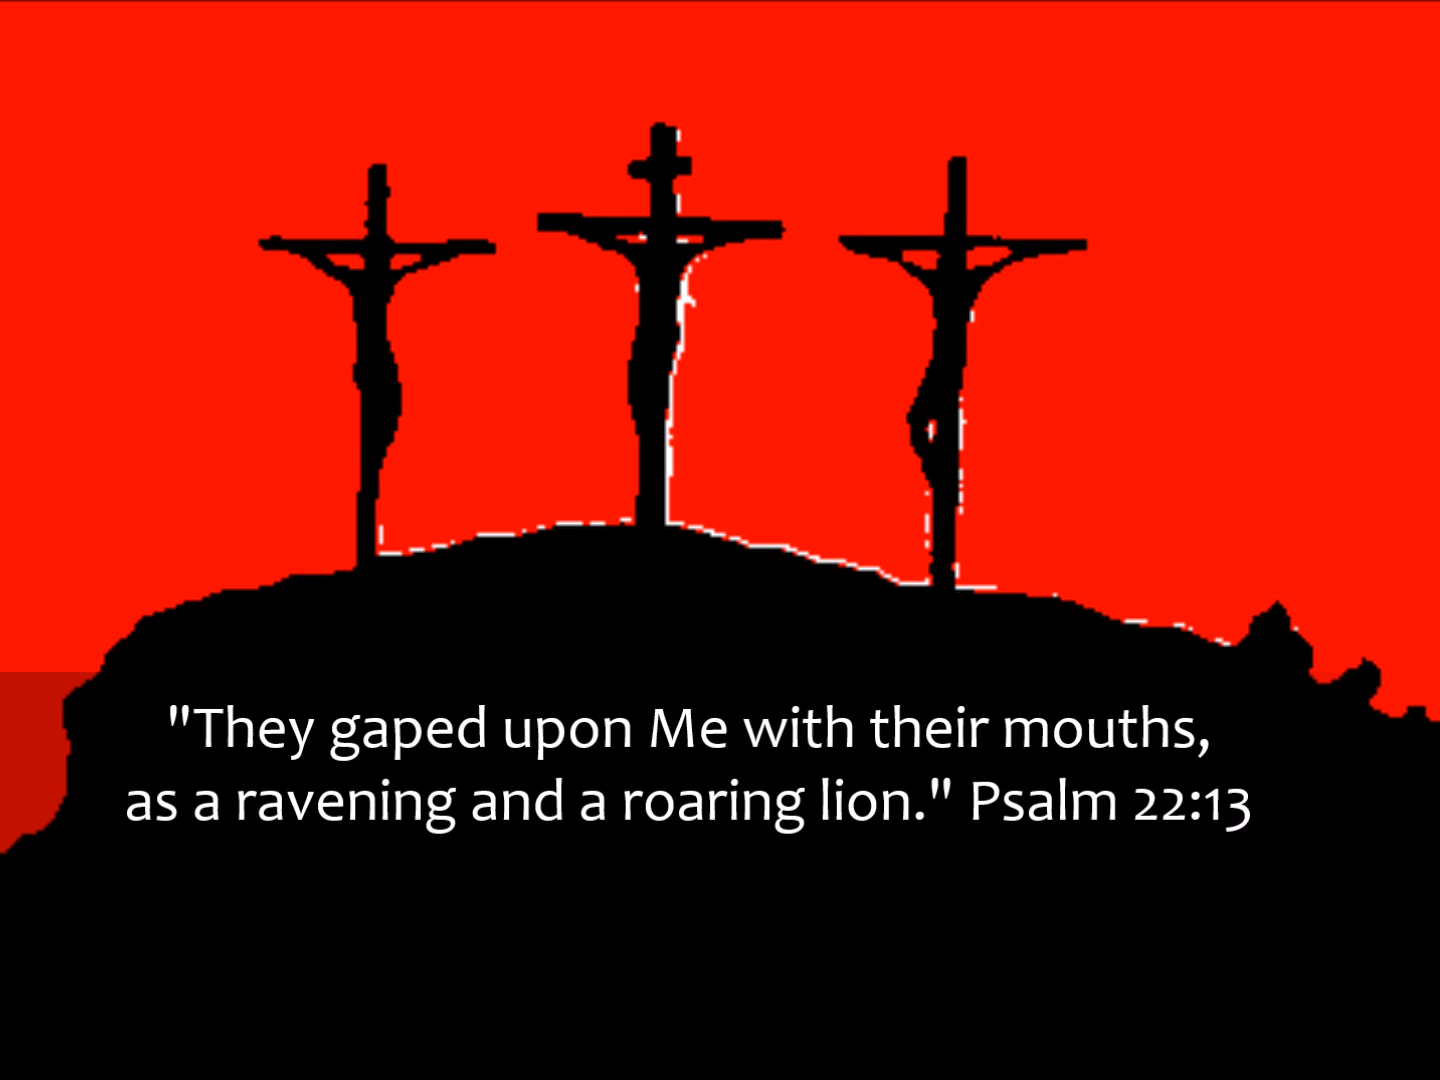 "They gaped upon Me with their mouths,
as a ravening and a roaring lion." Psalm 22:13